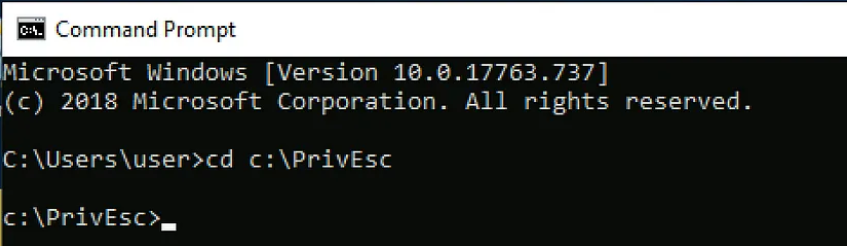 Command Prompt
Microsoft Windows [Version 10.0.17763.737]
(c) 2018 Microsoft Corporation. All rights reserved.
C:\Users\user>cd c:\PrivEsc
c:\PrivEsc>_